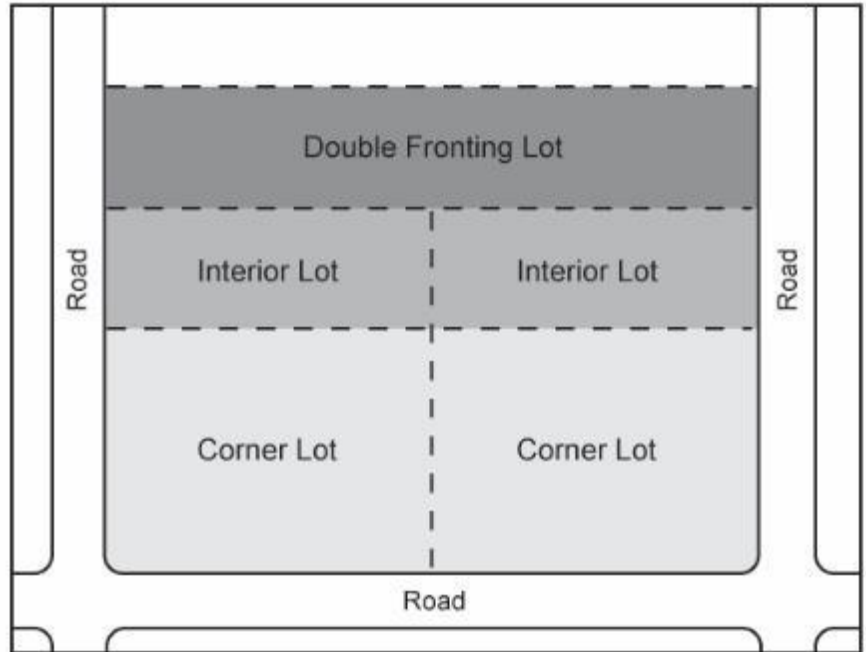 Double Fronting Lot
Road
Interior Lot
Interior Lot
Road
Corner Lot
Corner Lot
Road